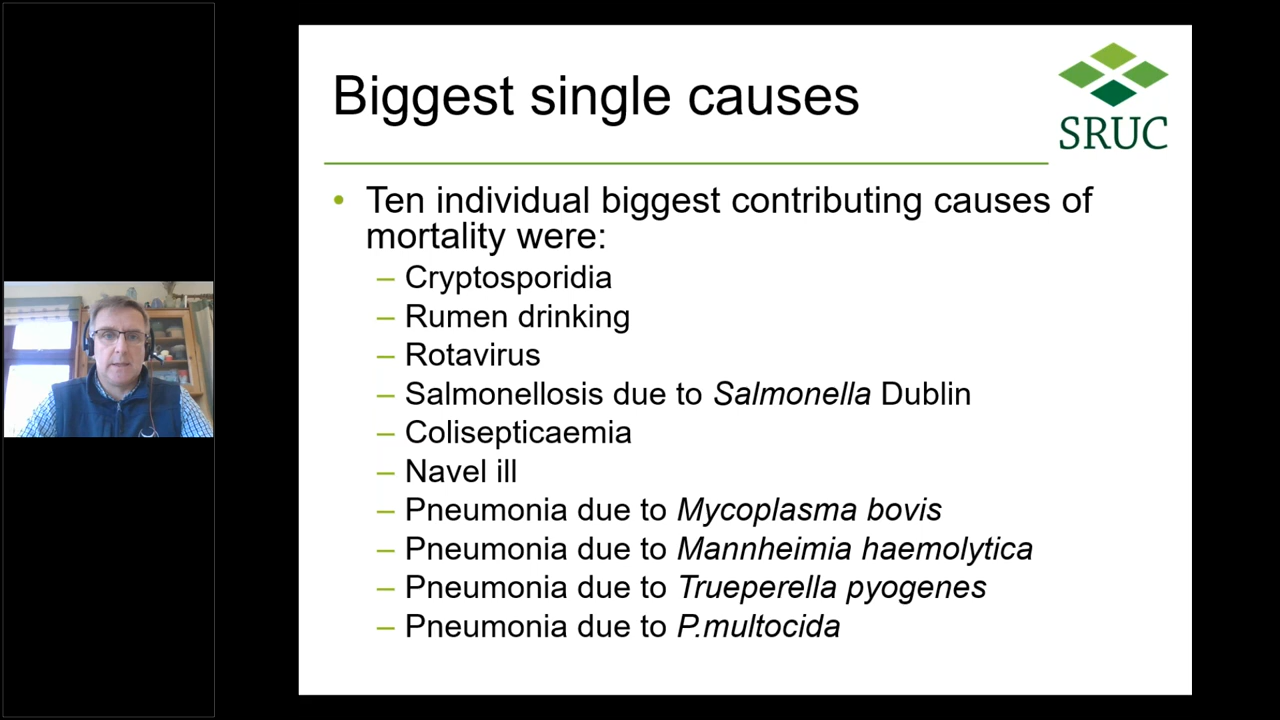 Biggest single causes
SRUC
• Ten individual biggest contributing causes of
mortality were:
– Cryptosporidia
– Rumen drinking
– Rotavirus
– Salmonellosis due to Salmonella Dublin
– Colisepticaemia
– Navel ill
– Pneumonia due to Mycoplasma bovis
– Pneumonia due to Mannheimia haemolytica
– Pneumonia due to Trueperella pyogenes
– Pneumonia due to P.multocida